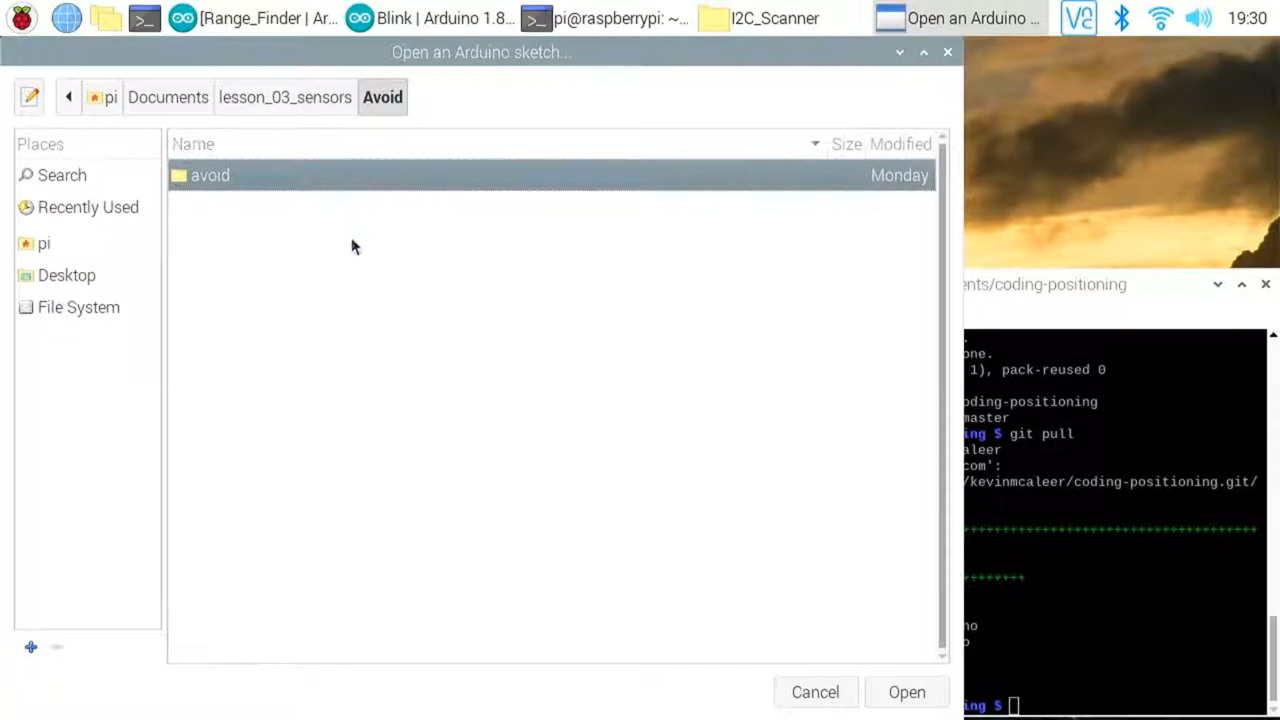 [Range_Finder | Ar... Blink | Arduino 1.8... pi@raspberrypi: ~... I2C_Scanner Open an Arduino ... 19:30
Open an Arduino sketch...
pi Documents lesson_03_sensors Avoid
Places
Search
Recently Used
pi
Desktop
File System
Name Size Modified
avoid Monday
Cancel Open
nts/coding-positioning
one.
1), pack-reused 0
oding-positioning
master
ing $ git pull
aleer
com':
/kevinmcaleer/coding-positioning.git/
+++++++++++++++++++++++++++++++++++++
++++++++
no
o
ing $